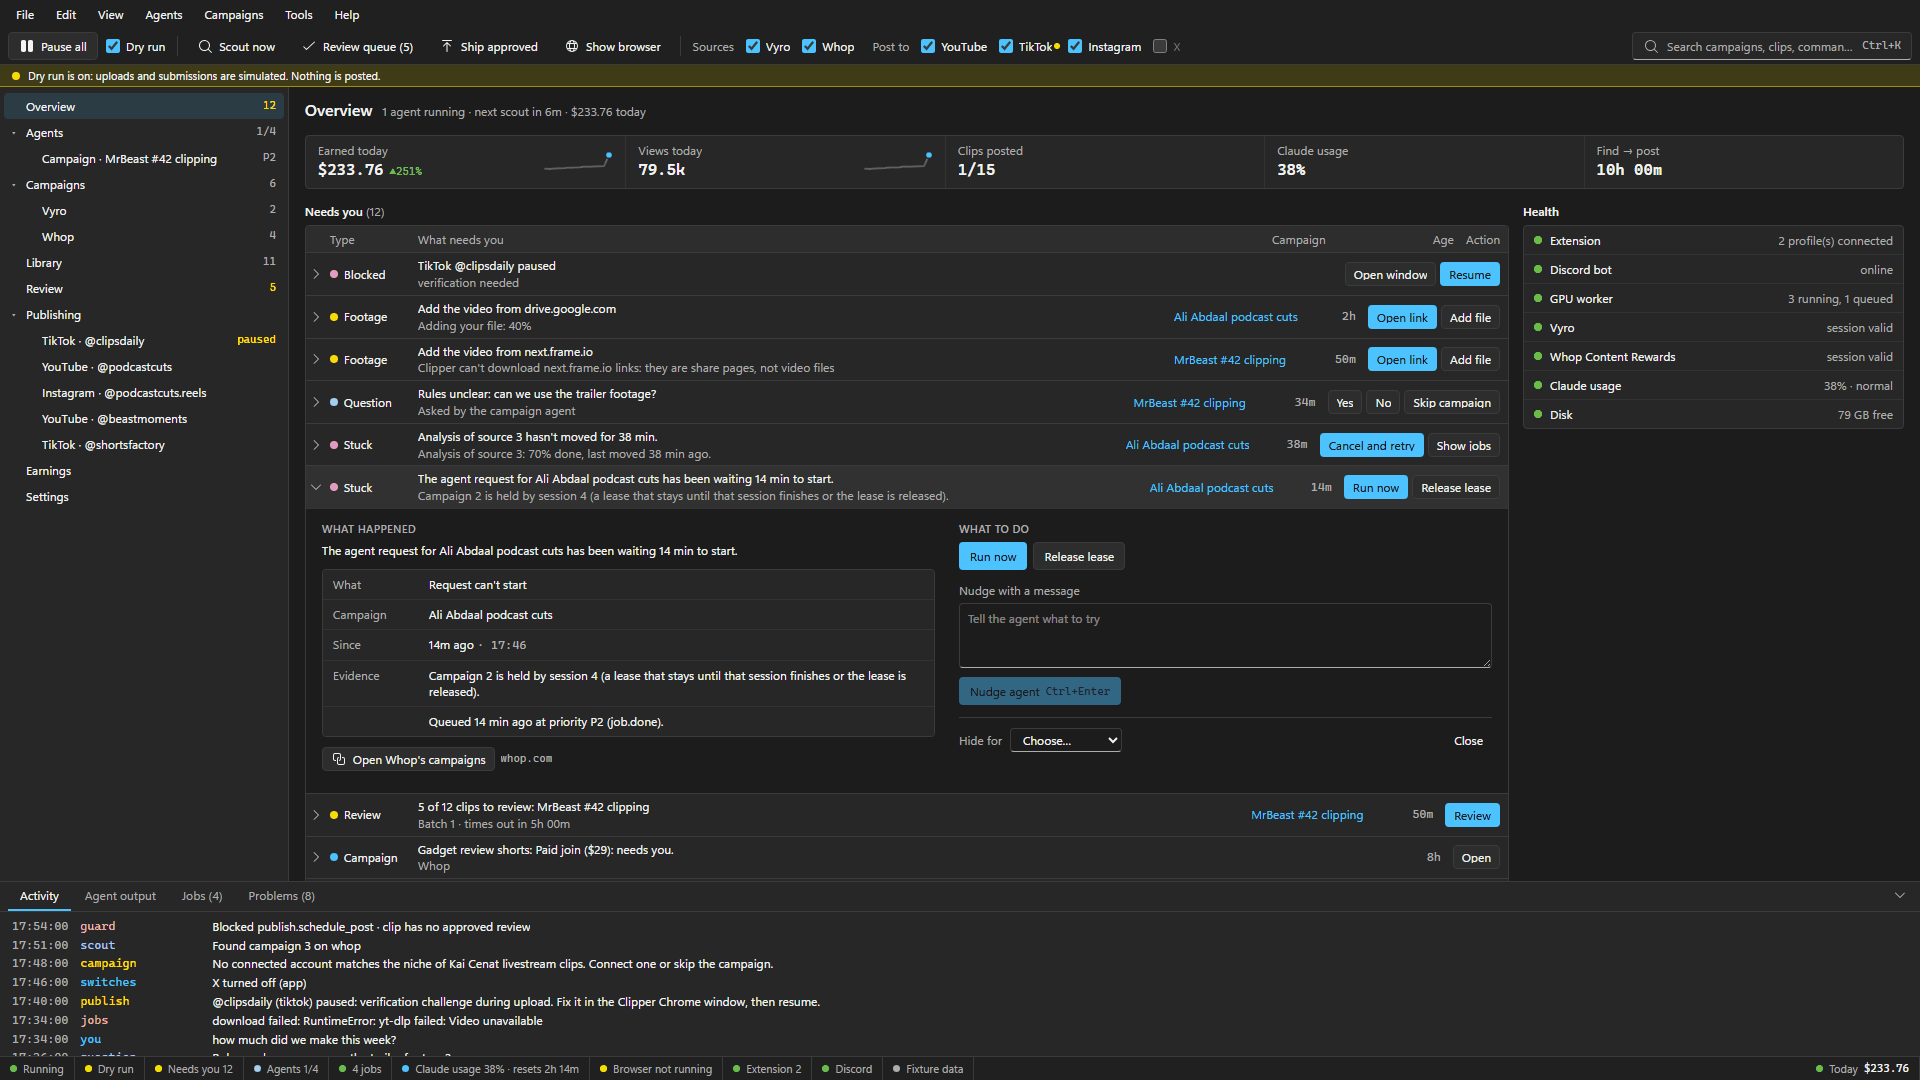 File Edit View Agents Campaigns Tools Help
Pause all Dry run Scout now Review queue (5) Ship approved Show browser Sources Vyro Whop Post to YouTube TikTok Instagram X Search campaigns, clips, comman... Ctrl+K
Dry run is on: uploads and submissions are simulated. Nothing is posted.
Overview 12
Agents 1/4
Campaign · MrBeast #42 clipping P2
Campaigns 6
Vyro 2
Whop 4
Library 11
Review 5
Publishing
TikTok · @clipsdaily paused
YouTube · @podcastcuts
Instagram · @podcastcuts.reels
YouTube · @beastmoments
TikTok · @shortsfactory
Earnings
Settings
Overview 1 agent running · next scout in 6m · $233.76 today
Earned today
$233.76 ▲251%
Views today
79.5k
Clips posted
1/15
Claude usage
38%
Find → post
10h 00m
Needs you (12)
Type What needs you Campaign Age Action
Blocked TikTok @clipsdaily paused Open window Resume
verification needed
Footage Add the video from drive.google.com Ali Abdaal podcast cuts 2h Open link Add file
Adding your file: 40%
Footage Add the video from next.frame.io MrBeast #42 clipping 50m Open link Add file
Clipper can't download next.frame.io links: they are share pages, not video files
Question Rules unclear: can we use the trailer footage? MrBeast #42 clipping 34m Yes No Skip campaign
Asked by the campaign agent
Stuck Analysis of source 3 hasn't moved for 38 min. Ali Abdaal podcast cuts 38m Cancel and retry Show jobs
Analysis of source 3: 70% done, last moved 38 min ago.
Stuck The agent request for Ali Abdaal podcast cuts has been waiting 14 min to start. Ali Abdaal podcast cuts 14m Run now Release lease
Campaign 2 is held by session 4 (a lease that stays until that session finishes or the lease is released).
WHAT HAPPENED
The agent request for Ali Abdaal podcast cuts has been waiting 14 min to start.
What Request can't start
Campaign Ali Abdaal podcast cuts
Since 14m ago · 17:46
Evidence Campaign 2 is held by session 4 (a lease that stays until that session finishes or the lease is
released).
Queued 14 min ago at priority P2 (job.done).
Open Whop's campaigns whop.com
WHAT TO DO
Run now Release lease
Nudge with a message
Tell the agent what to try
Nudge agent Ctrl+Enter
Hide for Choose... Close
Review 5 of 12 clips to review: MrBeast #42 clipping MrBeast #42 clipping 50m Review
Batch 1 · times out in 5h 00m
Campaign Gadget review shorts: Paid join ($29): needs you. 8h Open
Whop
Health
Extension 2 profile(s) connected
Discord bot online
GPU worker 3 running, 1 queued
Vyro session valid
Whop Content Rewards session valid
Claude usage 38% · normal
Disk 79 GB free
Activity Agent output Jobs (4) Problems (8)
17:54:00 guard Blocked publish.schedule_post · clip has no approved review
17:51:00 scout Found campaign 3 on whop
17:48:00 campaign No connected account matches the niche of Kai Cenat livestream clips. Connect one or skip the campaign.
17:46:00 switches X turned off (app)
17:40:00 publish @clipsdaily (tiktok) paused: verification challenge during upload. Fix it in the Clipper Chrome window, then resume.
17:34:00 jobs download failed: RuntimeError: yt-dlp failed: Video unavailable
17:34:00 you how much did we make this week?
Running Dry run Needs you 12 Agents 1/4 4 jobs Claude usage 38% · resets 2h 14m Browser not running Extension 2 Discord Fixture data Today $233.76